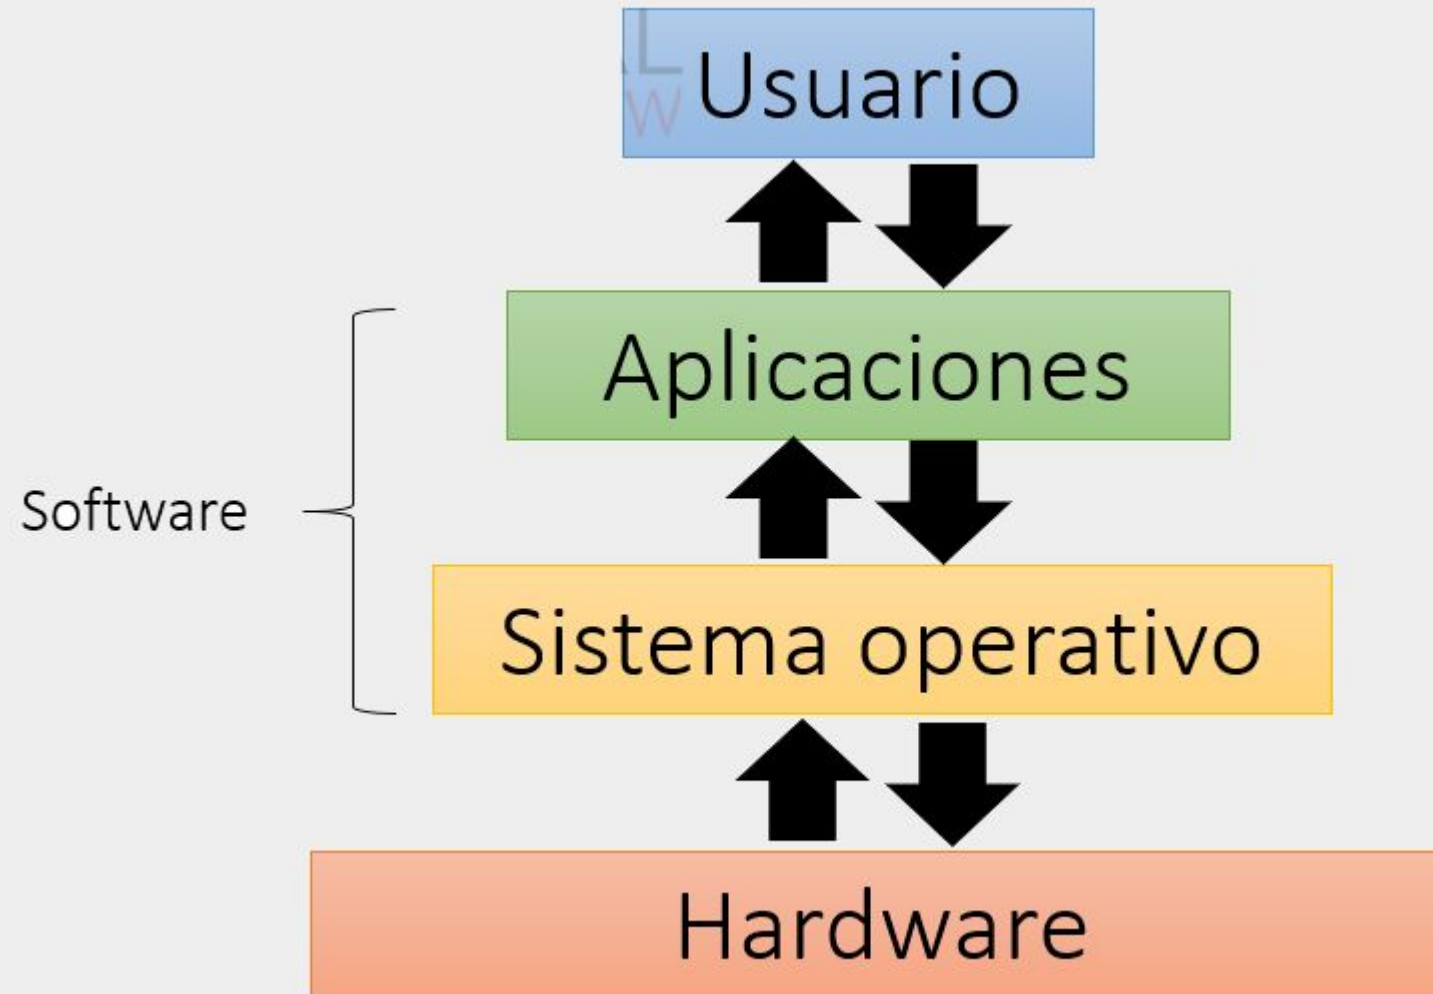 Usuario
Aplicaciones
Software
Sistema operativo
Hardware